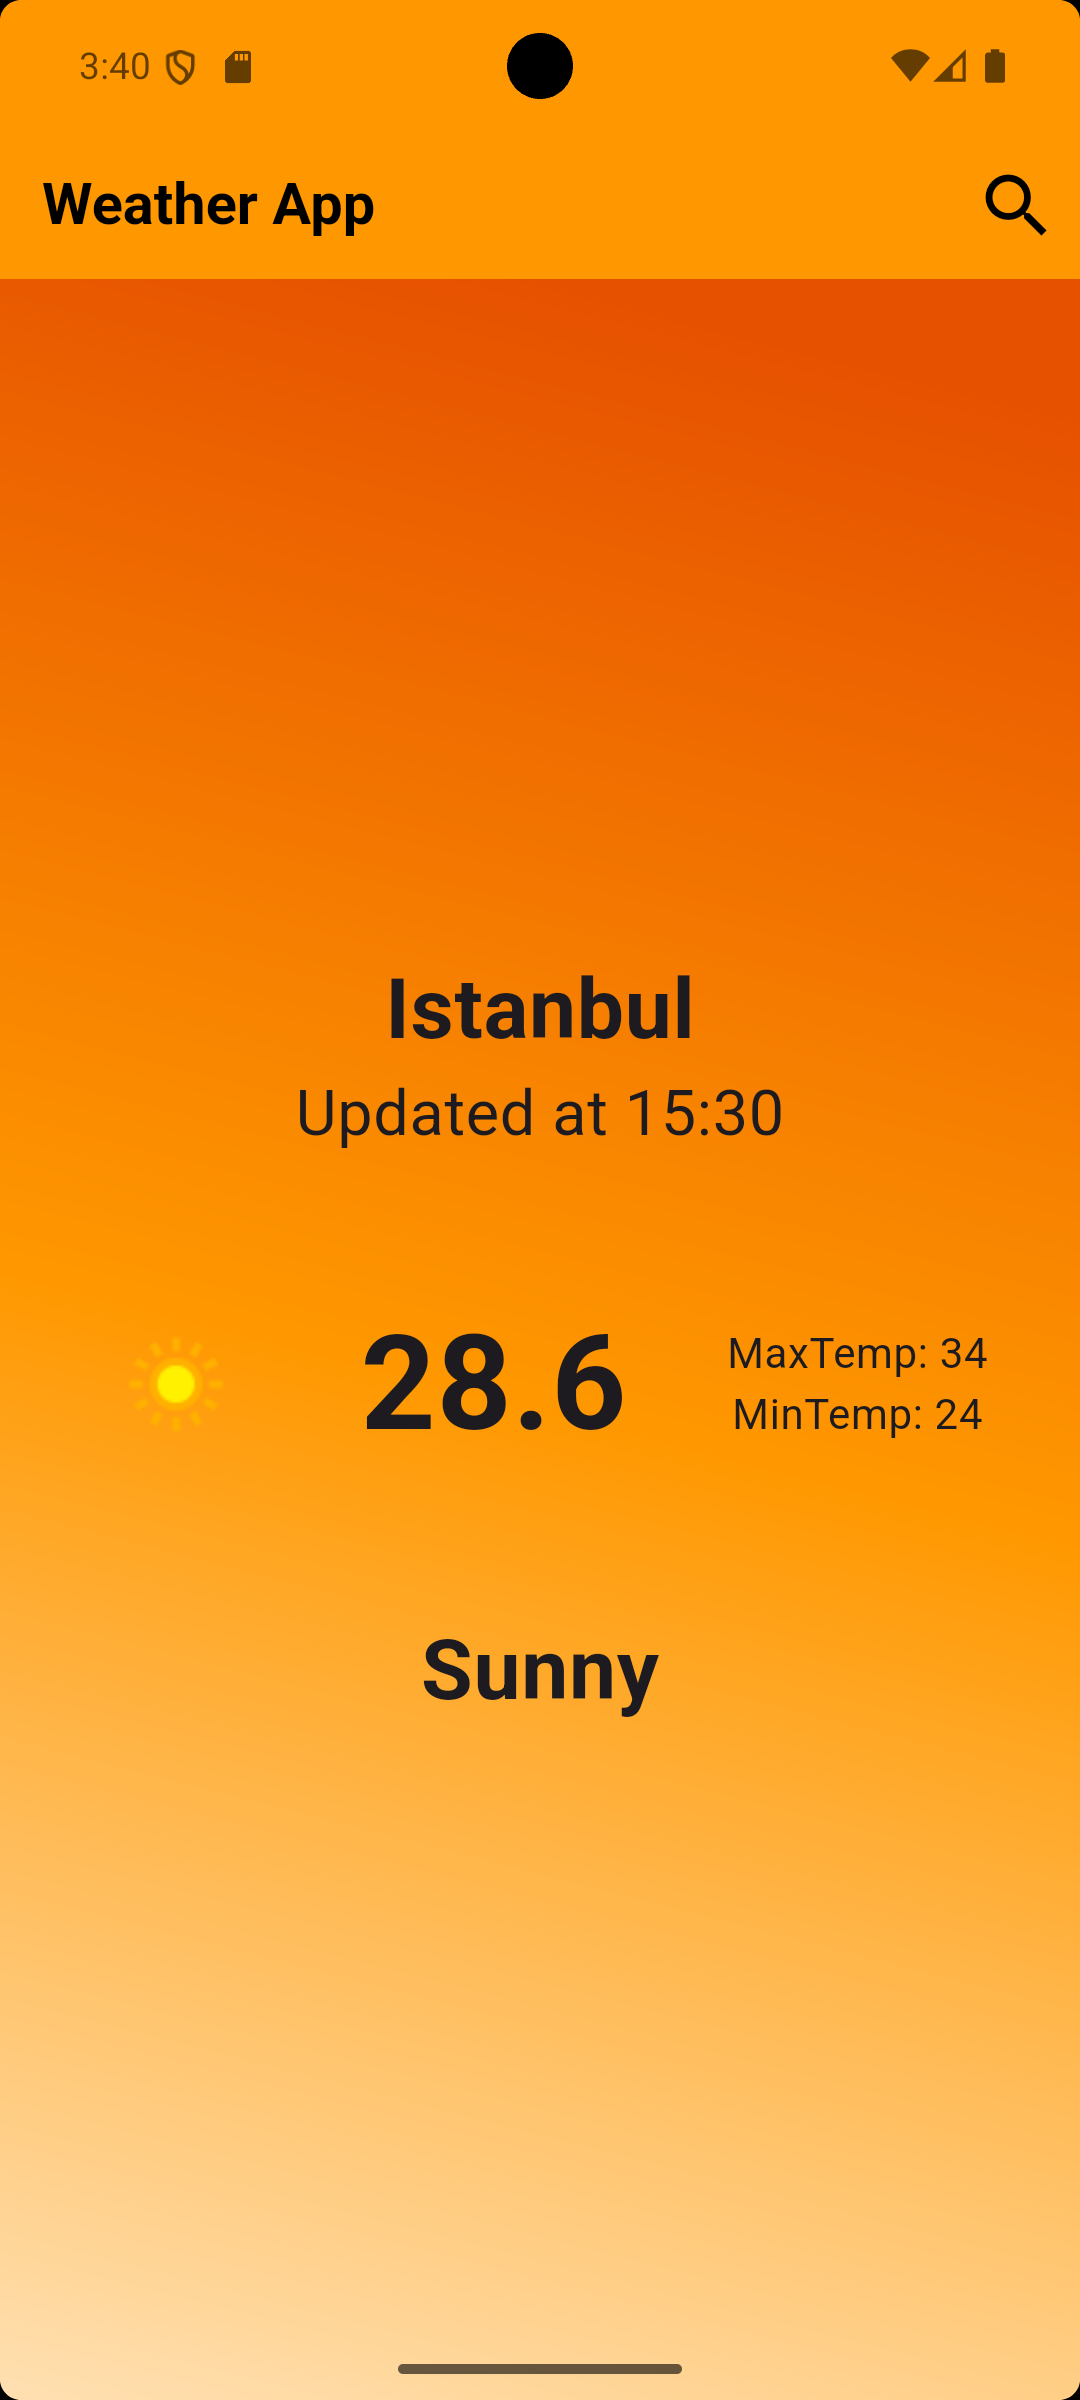 3:40
Weather App
Istanbul
Updated at 15:30
28.6
MaxTemp: 34
MinTemp: 24
Sunny